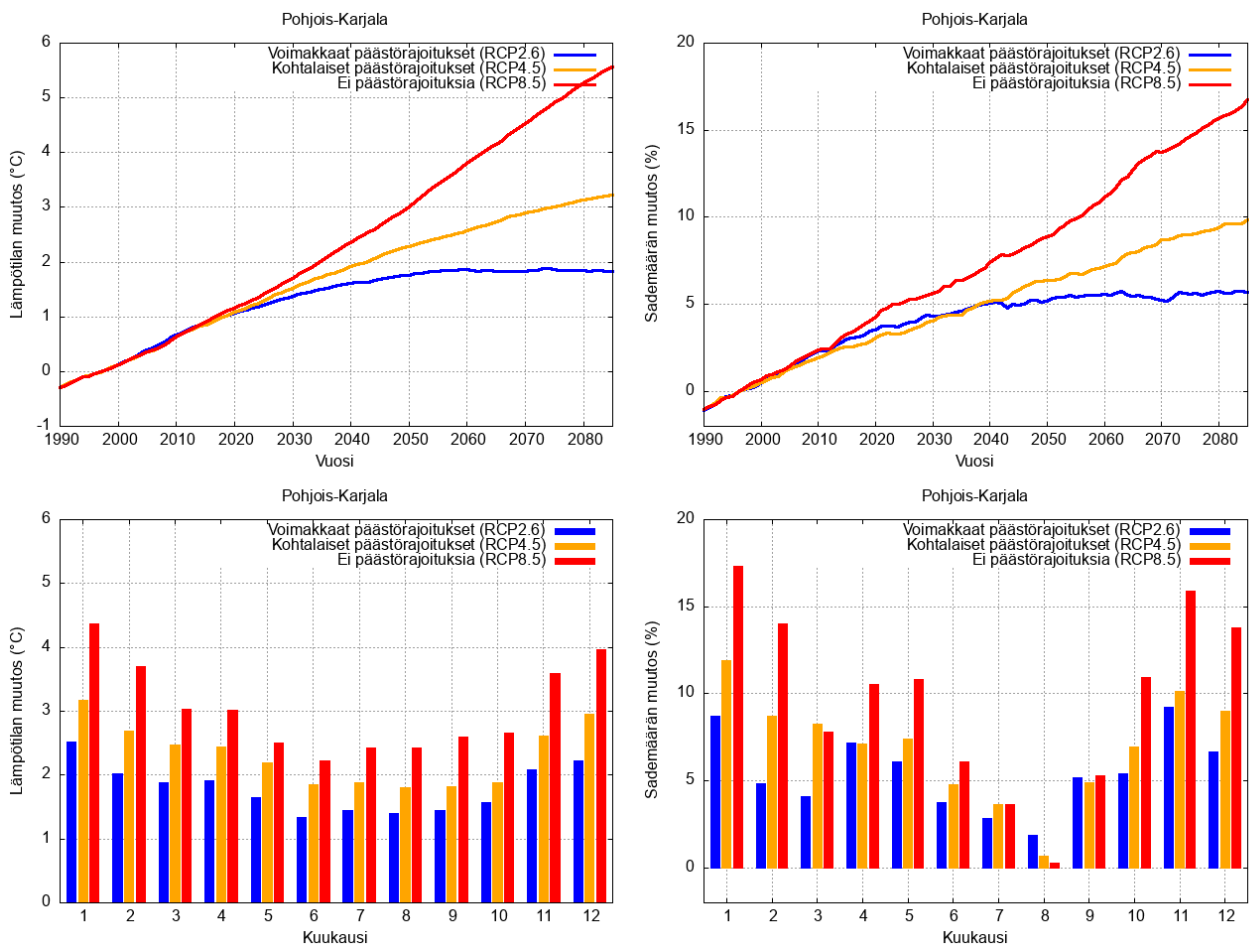 Pohjois-Karjala
Lämpötilan muutos (°C)
6
5
4
3
2
1
0
-1
Voimakkaat päästörajoitukset (RCP2.6)
Kohtalaiset päästörajoitukset (RCP4.5)
Ei päästörajoituksia (RCP8.5)
1990 2000 2010 2020 2030 2040 2050 2060 2070 2080
Vuosi
Pohjois-Karjala
Sademäärän muutos (%)
20
15
10
5
0
Voimakkaat päästörajoitukset (RCP2.6)
Kohtalaiset päästörajoitukset (RCP4.5)
Ei päästörajoituksia (RCP8.5)
1990 2000 2010 2020 2030 2040 2050 2060 2070 2080
Vuosi
Pohjois-Karjala
Lämpötilan muutos (°C)
6
5
4
3
2
1
0
Voimakkaat päästörajoitukset (RCP2.6)
Kohtalaiset päästörajoitukset (RCP4.5)
Ei päästörajoituksia (RCP8.5)
1 2 3 4 5 6 7 8 9 10 11 12
Kuukausi
Pohjois-Karjala
Sademäärän muutos (%)
20
15
10
5
0
Voimakkaat päästörajoitukset (RCP2.6)
Kohtalaiset päästörajoitukset (RCP4.5)
Ei päästörajoituksia (RCP8.5)
1 2 3 4 5 6 7 8 9 10 11 12
Kuukausi